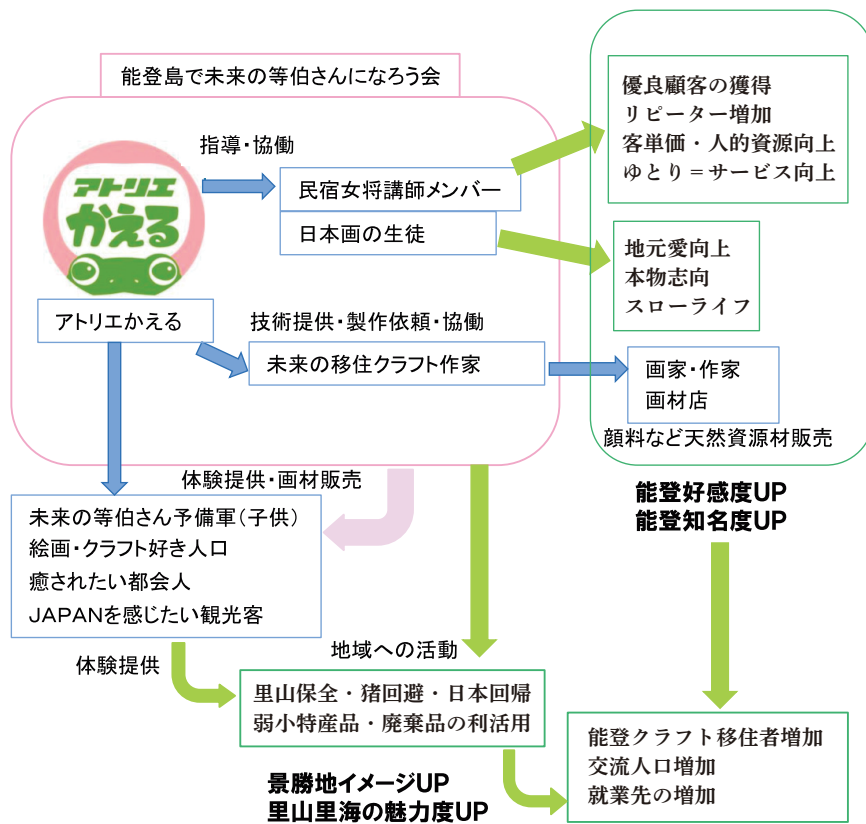 能登島で未来の等伯さんになろう会
指導・協働
アトリエ
かえる
民宿女将講師メンバー
日本画の生徒
アトリエかえる
技術提供・製作依頼・協働
未来の移住クラフト作家
優良顧客の獲得
リピーター増加
客単価・人的資源向上
ゆとり＝サービス向上
地元愛向上
本物志向
スローライフ
画家・作家
画材店
顔料など天然資源材販売
体験提供・画材販売
未来の等伯さん予備軍（子供）
絵画・クラフト好き人口
癒されたい都会人
JAPANを感じたい観光客
能登好感度UP
能登知名度UP
体験提供
地域への活動
里山保全・猪回避・日本回帰
弱小特産品・廃棄品の利活用
景勝地イメージUP
里山里海の魅力度UP
能登クラフト移住者増加
交流人口増加
就業先の増加